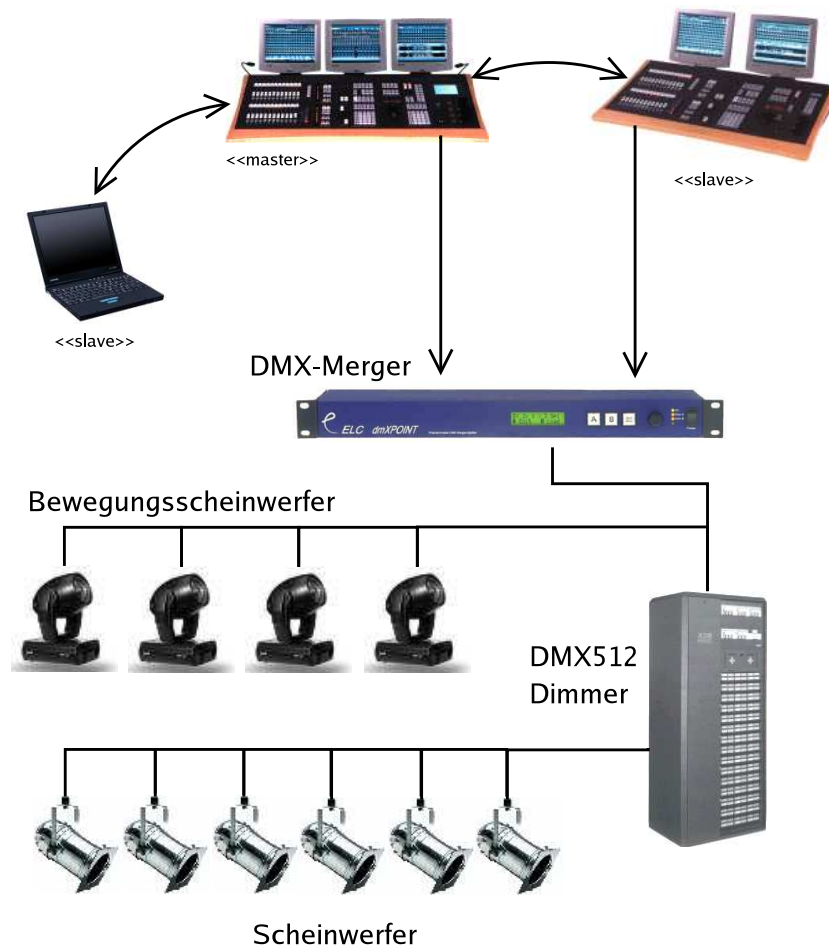 <<master>>
<<slave>>
<<slave>>
DMX-Merger
ELC dmXPOINT
A B
Bewegungsscheinwerfer
DMX512
Dimmer
Scheinwerfer